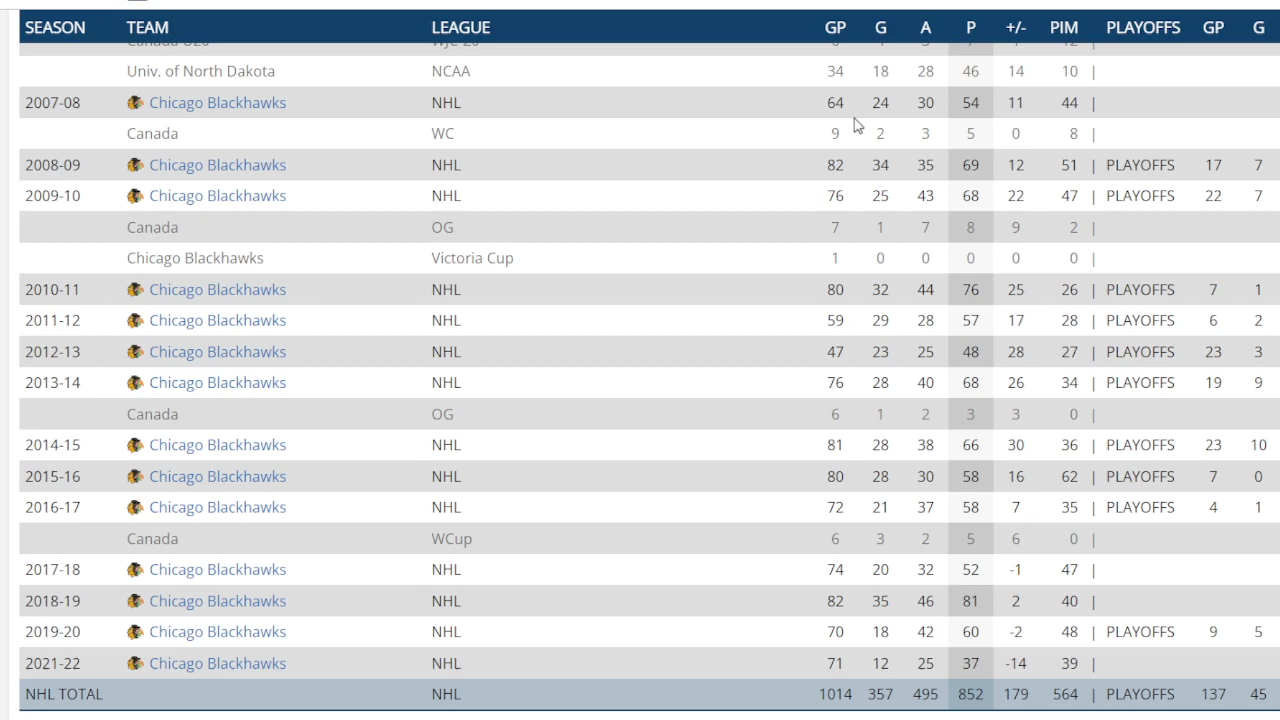 SEASON TEAM LEAGUE GP G A P +/- PIM PLAYOFFS GP G
Canada U20 WJC-20
Univ. of North Dakota NCAA 34 18 28 46 14 10 |
2007-08 Chicago Blackhawks NHL 64 24 30 54 11 44 |
Canada WC 9 2 3 5 0 8 |
2008-09 Chicago Blackhawks NHL 82 34 35 69 12 51 | PLAYOFFS 17 7
2009-10 Chicago Blackhawks NHL 76 25 43 68 22 47 | PLAYOFFS 22 7
Canada OG 7 1 7 8 9 2 |
Chicago Blackhawks Victoria Cup 1 0 0 0 0 0 |
2010-11 Chicago Blackhawks NHL 80 32 44 76 25 26 | PLAYOFFS 7 1
2011-12 Chicago Blackhawks NHL 59 29 28 57 17 28 | PLAYOFFS 6 2
2012-13 Chicago Blackhawks NHL 47 23 25 48 28 27 | PLAYOFFS 23 3
2013-14 Chicago Blackhawks NHL 76 28 40 68 26 34 | PLAYOFFS 19 9
Canada OG 6 1 2 3 3 0 |
2014-15 Chicago Blackhawks NHL 81 28 38 66 30 36 | PLAYOFFS 23 10
2015-16 Chicago Blackhawks NHL 80 28 30 58 16 62 | PLAYOFFS 7 0
2016-17 Chicago Blackhawks NHL 72 21 37 58 7 35 | PLAYOFFS 4 1
Canada WCup 6 3 2 5 6 0 |
2017-18 Chicago Blackhawks NHL 74 20 32 52 -1 47 |
2018-19 Chicago Blackhawks NHL 82 35 46 81 2 40 |
2019-20 Chicago Blackhawks NHL 70 18 42 60 -2 48 | PLAYOFFS 9 5
2021-22 Chicago Blackhawks NHL 71 12 25 37 -14 39 |
NHL TOTAL NHL 1014 357 495 852 179 564 | PLAYOFFS 137 45